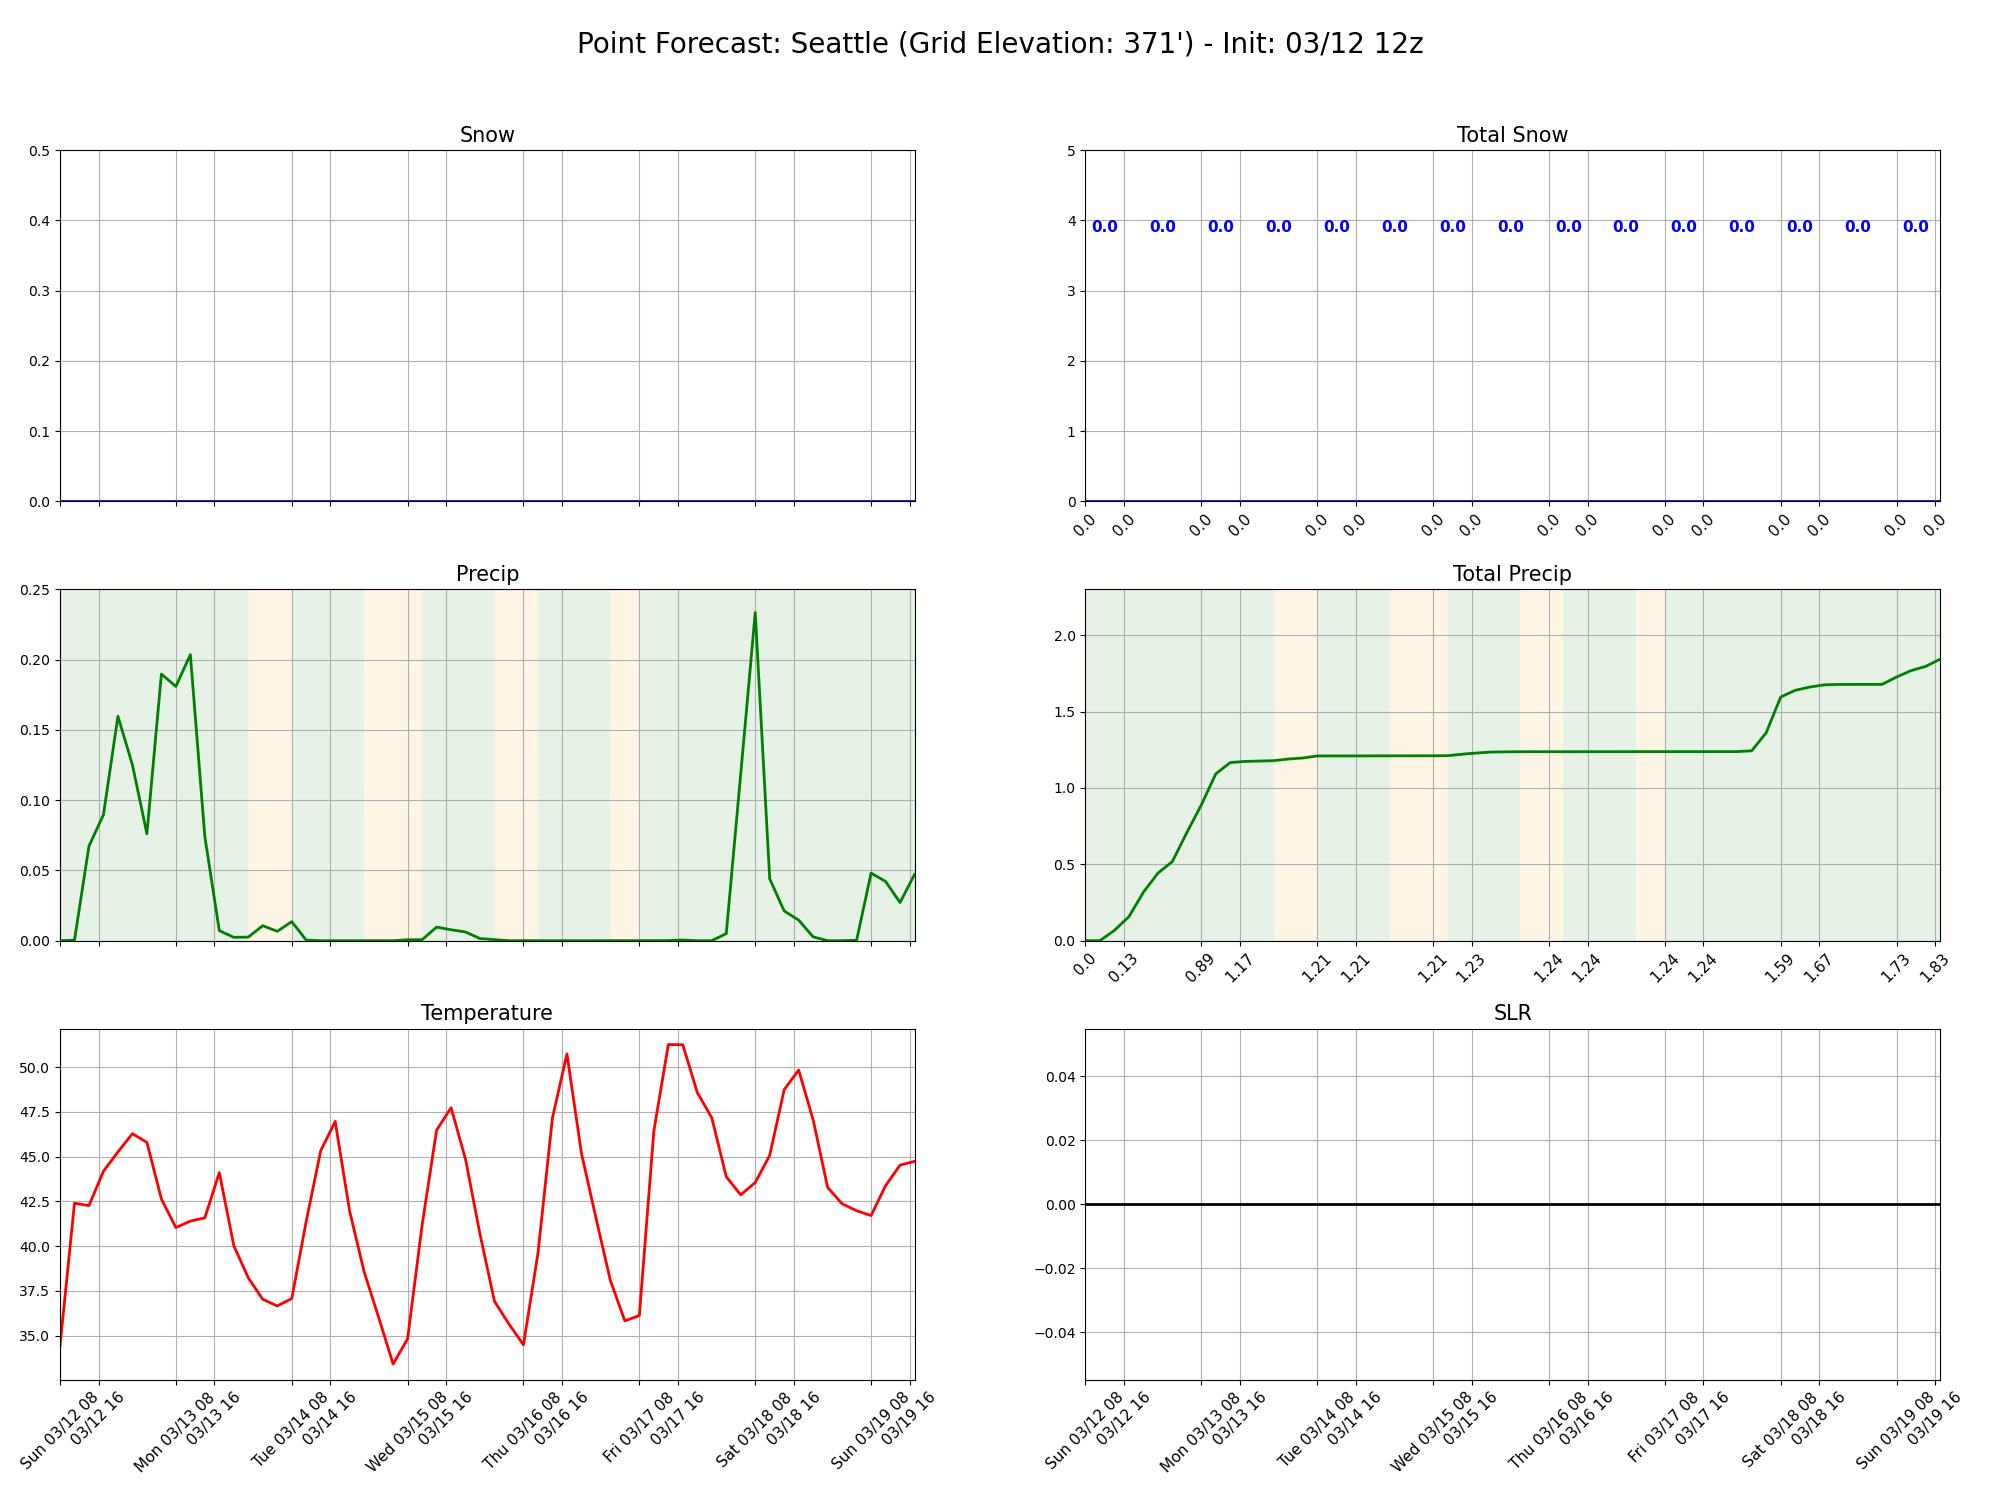 Point Forecast: Seattle (Grid Elevation: 371') - Init: 03/12 12z
Snow
0.5
0.4
0.3
0.2
0.1
0.0
Total Snow
5
4
3
2
1
0
0.0 0.0 0.0 0.0 0.0 0.0 0.0 0.0 0.0 0.0 0.0 0.0 0.0 0.0 0.0
0.0 0.0 0.0 0.0 0.0 0.0 0.0 0.0 0.0 0.0 0.0 0.0 0.0 0.0 0.0 0.0
Precip
0.25
0.20
0.15
0.10
0.05
0.00
Total Precip
2.0
1.5
1.0
0.5
0.0
0.0 0.13 0.89 1.17 1.21 1.21 1.21 1.23 1.24 1.24 1.24 1.24 1.59 1.67 1.73 1.83
Temperature
50.0
47.5
45.0
42.5
40.0
37.5
35.0
Sun 03/12 08
03/12 16
Mon 03/13 08
03/13 16
Tue 03/14 08
03/14 16
Wed 03/15 08
03/15 16
Thu 03/16 08
03/16 16
Fri 03/17 08
03/17 16
Sat 03/18 08
03/18 16
Sun 03/19 08
03/19 16
SLR
0.04
0.02
0.00
−0.02
−0.04
Sun 03/12 08
03/12 16
Mon 03/13 08
03/13 16
Tue 03/14 08
03/14 16
Wed 03/15 08
03/15 16
Thu 03/16 08
03/16 16
Fri 03/17 08
03/17 16
Sat 03/18 08
03/18 16
Sun 03/19 08
03/19 16